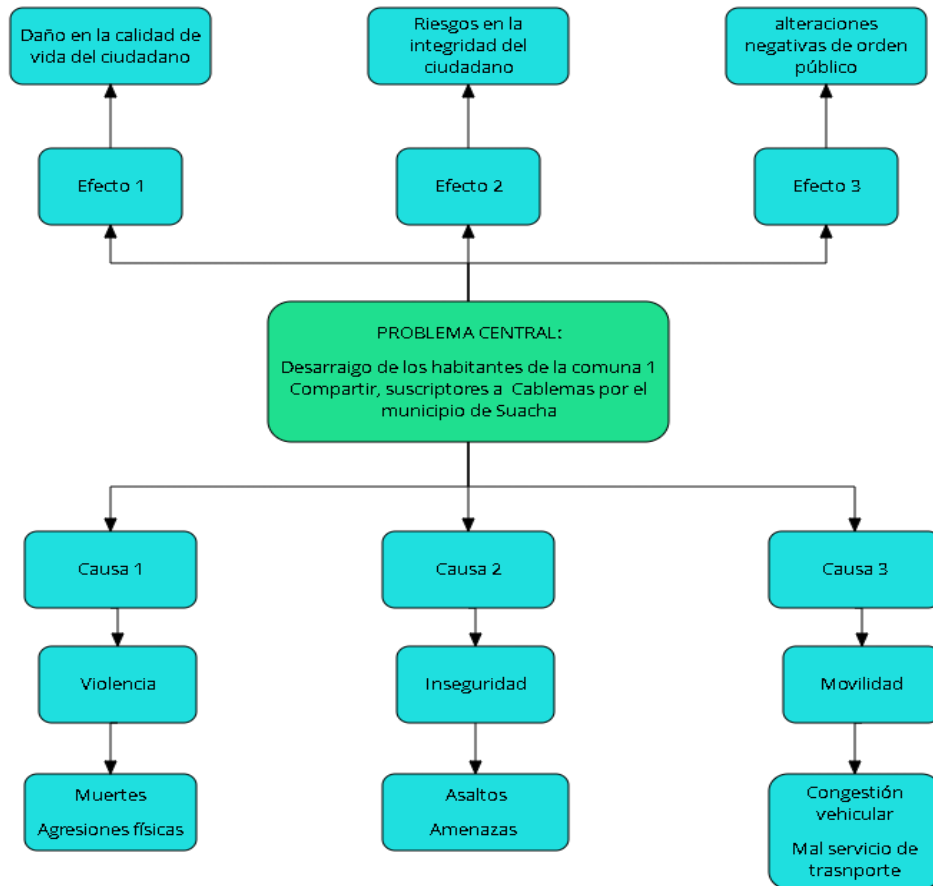 Daño en la calidad de
vida del ciudadano
Riesgos en la
integridad del
ciudadano
alteraciones
negativas de orden
público
Efecto 1
Efecto 2
Efecto 3
PROBLEMA CENTRAL:
Desarraigo de los habitantes de la comuna 1
Compartir, suscriptores a Cablemas por el
municipio de Suacha
Causa 1
Causa 2
Causa 3
Violencia
Inseguridad
Movilidad
Muertes
Agresiones físicas
Asaltos
Amenazas
Congestión
vehicular
Mal servicio de
trasnporte